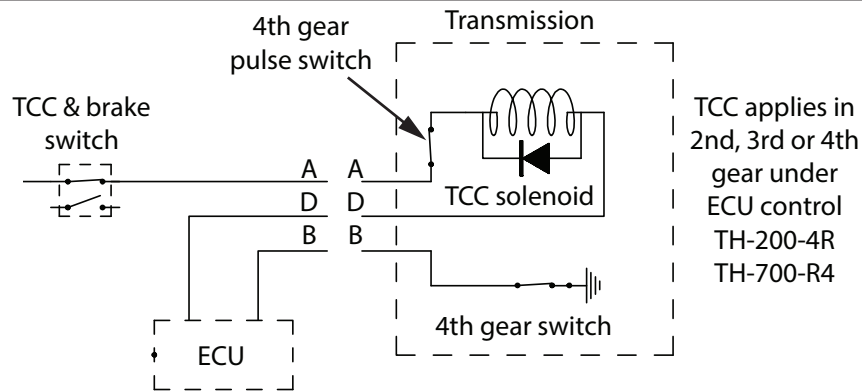 Transmission
4th gear
pulse switch
TCC & brake
switch
A A
D D
B B
TCC solenoid
4th gear switch
ECU
TCC applies in
2nd, 3rd or 4th
gear under
ECU control
TH-200-4R
TH-700-R4